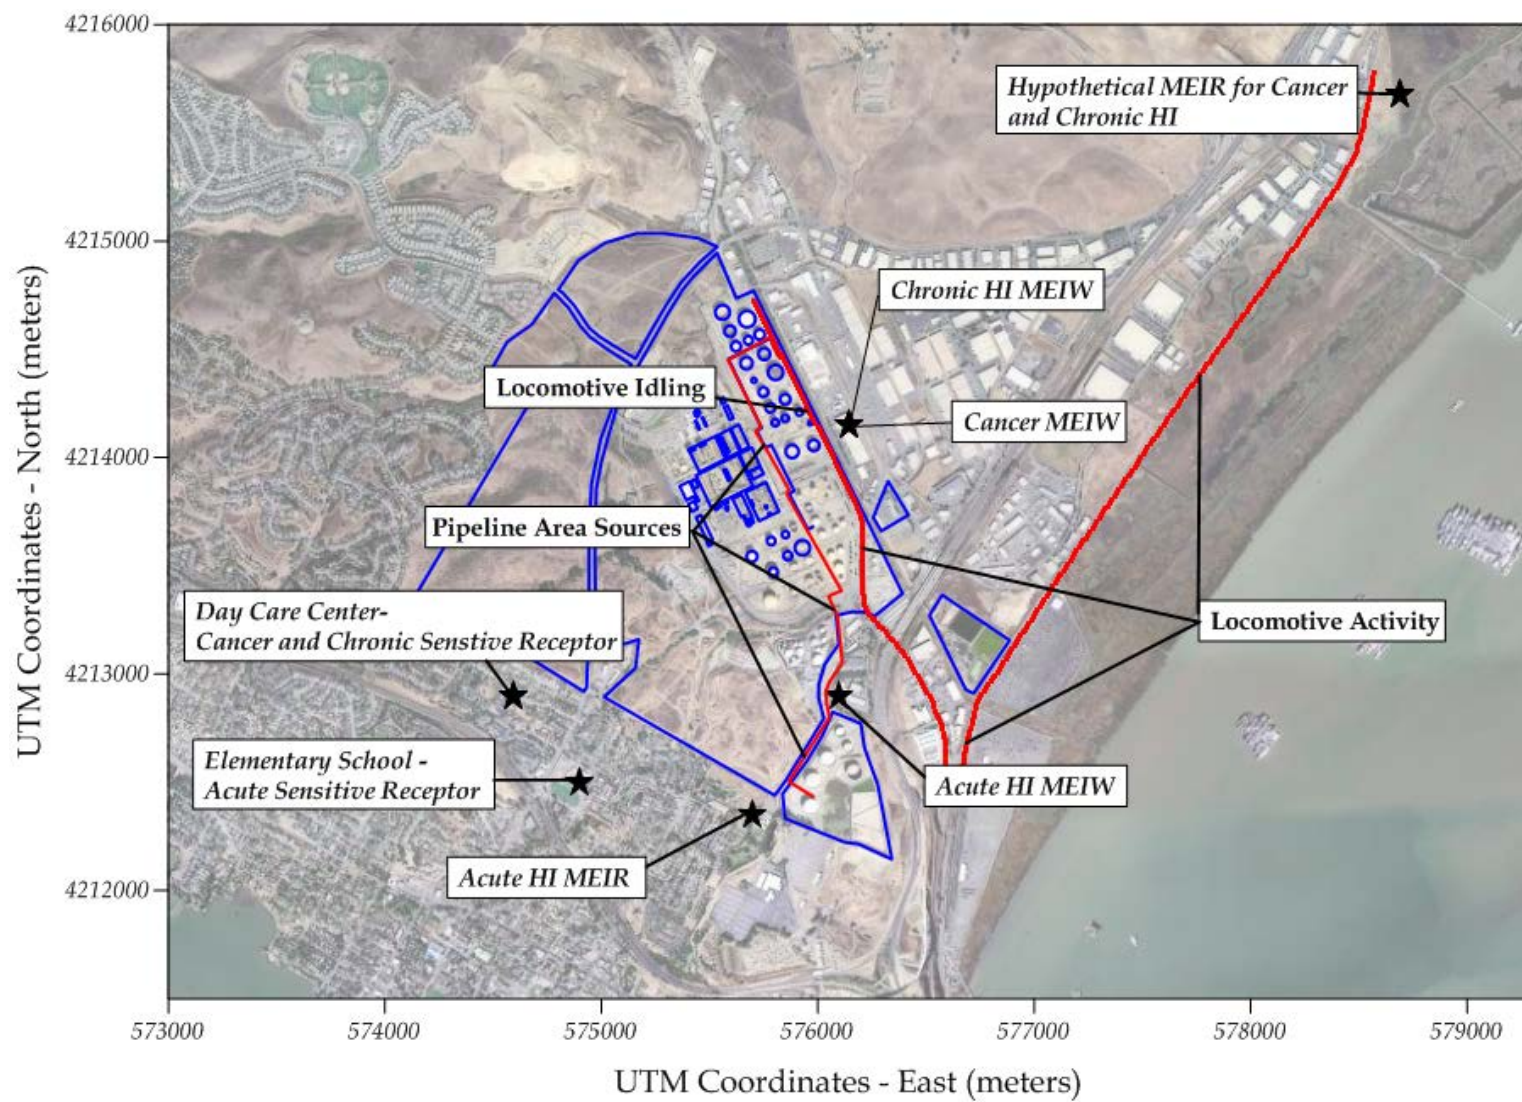 4216000
Hypothetical MEIR for Cancer
and Chronic HI
4215000
Chronic HI MEIW
Locomotive Idling
Cancer MEIW
4214000
Pipeline Area Sources
Day Care Center-
Cancer and Chronic Senstive Receptor
Locomotive Activity
4213000
Elementary School -
Acute Sensitive Receptor
Acute HI MEIW
Acute HI MEIR
4212000
UTM Coordinates - North (meters)
573000
574000
575000
576000
577000
578000
579000
UTM Coordinates - East (meters)